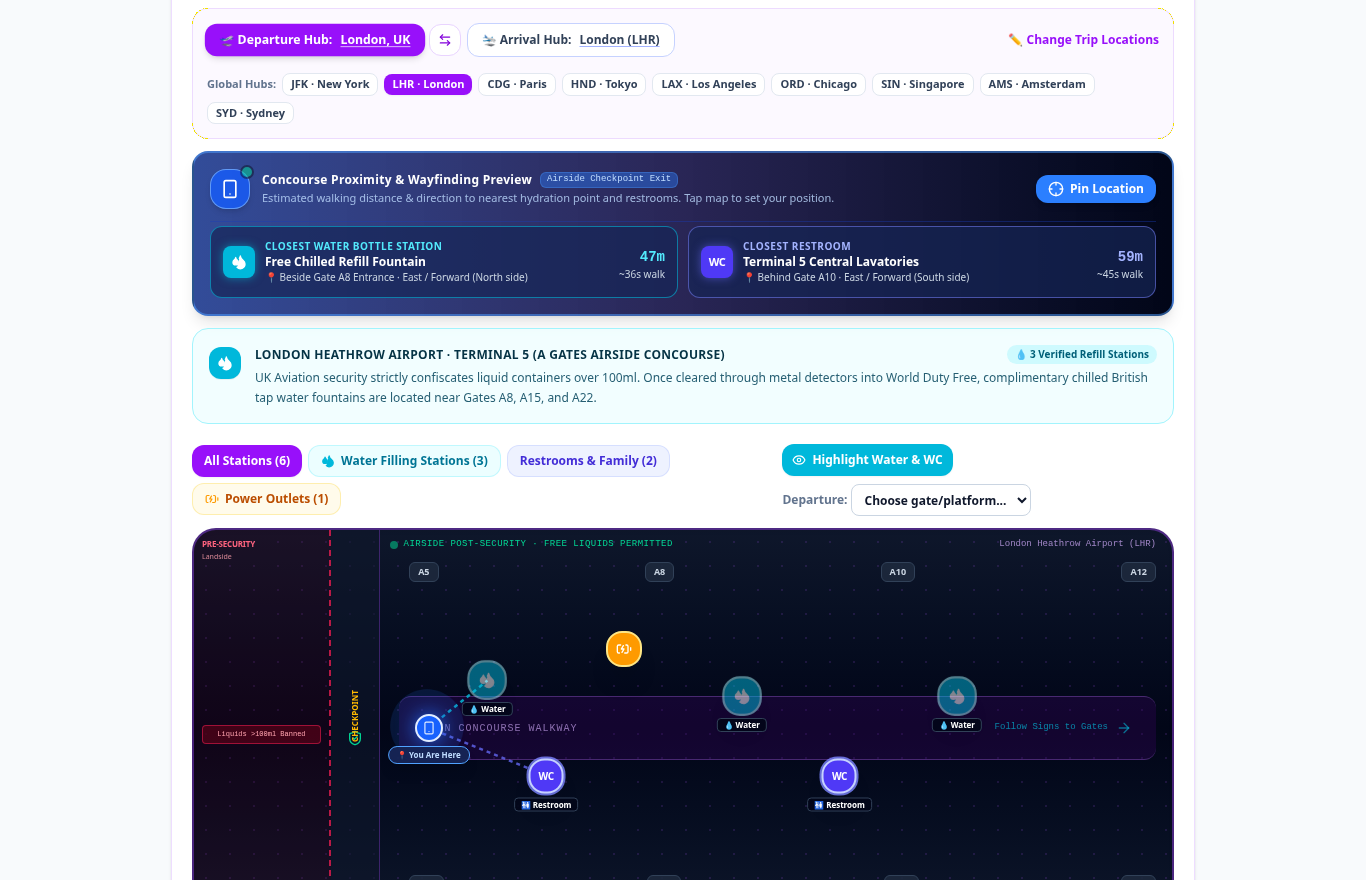 Departure Hub: London, UK
Arrival Hub: London (LHR)
Change Trip Locations
Global Hubs: JFK · New York LHR · London CDG · Paris HND · Tokyo LAX · Los Angeles ORD · Chicago SIN · Singapore AMS · Amsterdam
SYD · Sydney
Concourse Proximity & Wayfinding Preview Airside Checkpoint Exit
Estimated walking distance & direction to nearest hydration point and restrooms. Tap map to set your position.
Pin Location
CLOSEST WATER BOTTLE STATION
Free Chilled Refill Fountain
Beside Gate A8 Entrance · East / Forward (North side)
47m
~36s walk
WC
CLOSEST RESTROOM
Terminal 5 Central Lavatories
Behind Gate A10 · East / Forward (South side)
59m
~45s walk
LONDON HEATHROW AIRPORT · TERMINAL 5 (A GATES AIRSIDE CONCOURSE)
3 Verified Refill Stations
UK Aviation security strictly confiscates liquid containers over 100ml. Once cleared through metal detectors into World Duty Free, complimentary chilled British
tap water fountains are located near Gates A8, A15, and A22.
All Stations (6) Water Filling Stations (3) Restrooms & Family (2)
Power Outlets (1)
Highlight Water & WC
Departure: Choose gate/platform...
PRE-SECURITY
Landside
AIRSIDE POST-SECURITY · FREE LIQUIDS PERMITTED
London Heathrow Airport (LHR)
A5 A8 A10 A12
Water
Water
Water
CHECKPOINT
Liquids >100ml Banned
N CONCOURSE WALKWAY
Follow Signs to Gates
You Are Here
WC
Restroom
WC
Restroom